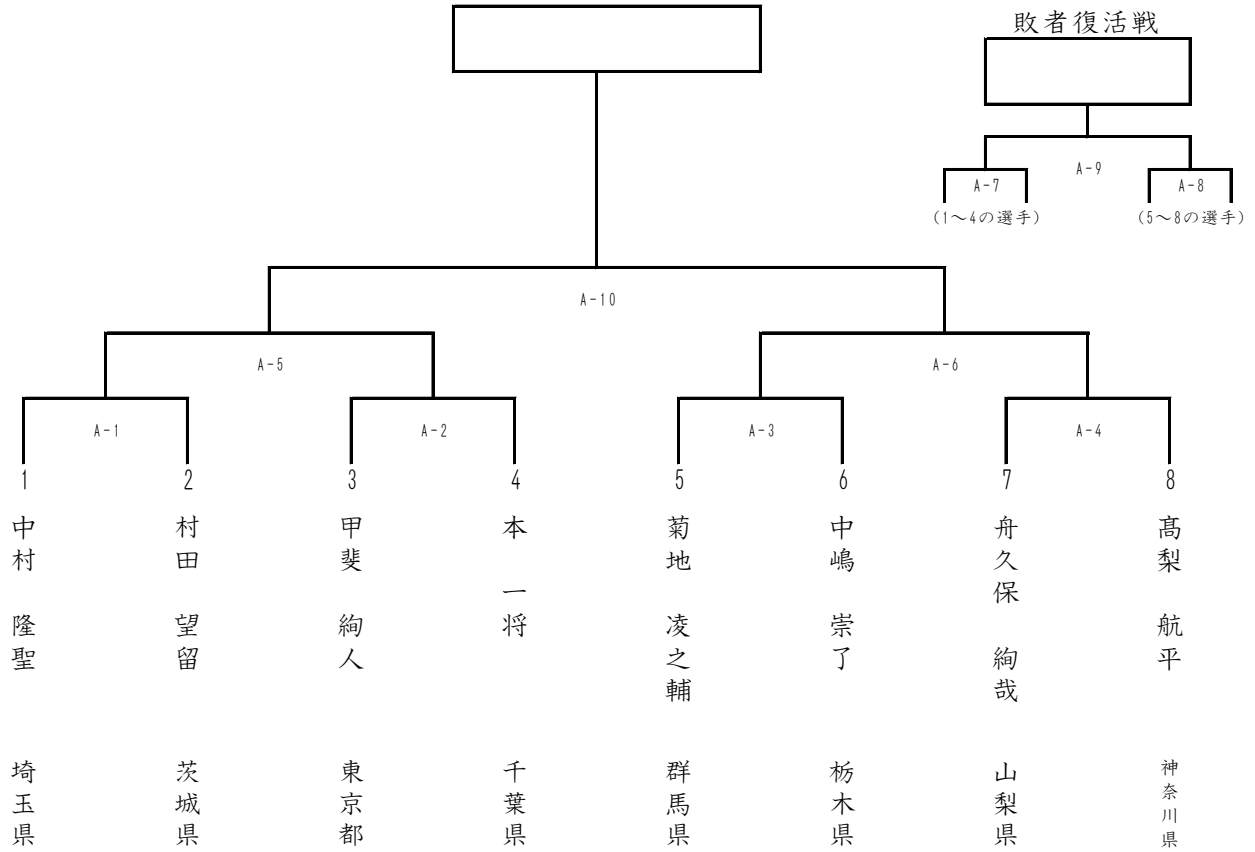 敗者復活戦
A-9
A-7
A-8
(1〜4の選手)
(5〜8の選手)
A-10
A-5
A-6
A-1
A-2
A-3
A-4
1
2
3
4
5
6
7
8
中村 隆聖
村田 望留
甲斐 絢人
本 一将
菊地 凌之輔
中嶋 崇了
舟久保 絢哉
髙梨 航平
埼玉県
茨城県
東京都
千葉県
群馬県
栃木県
山梨県
神奈川県